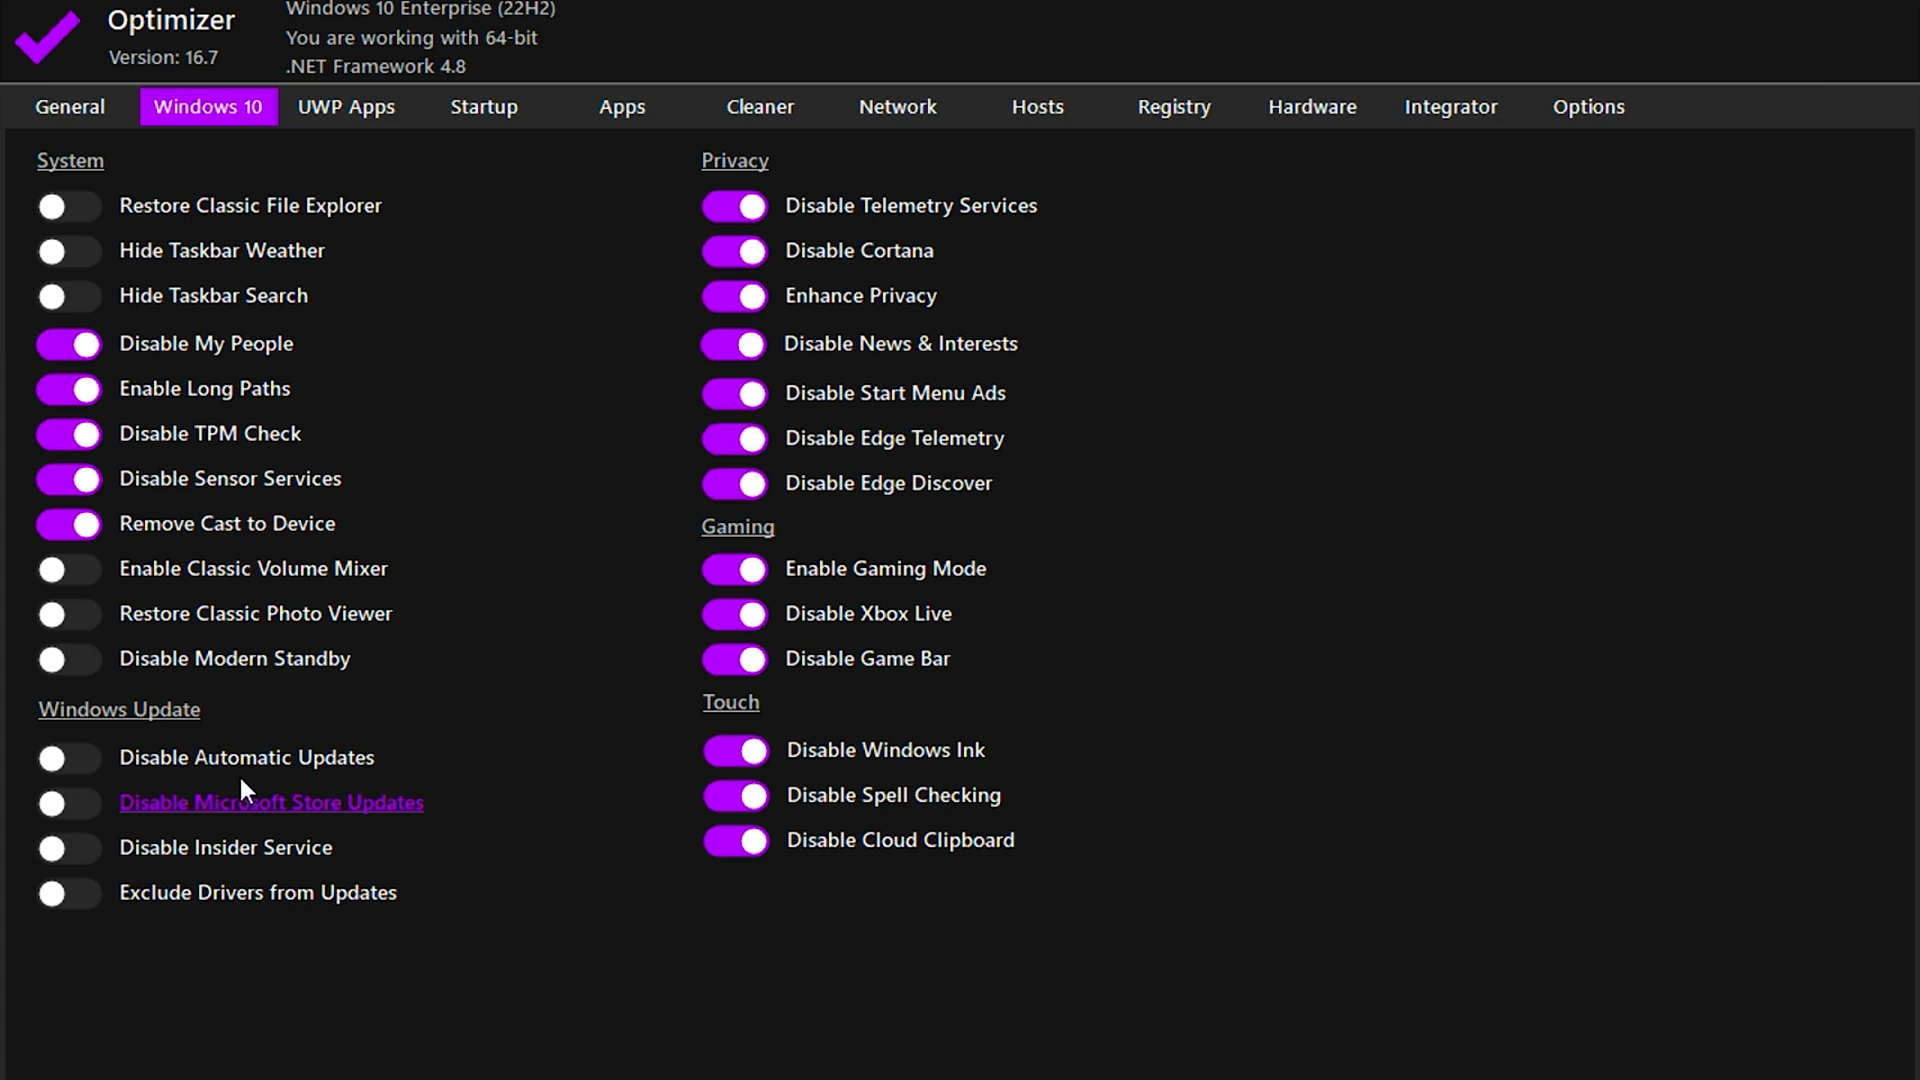 Optimizer
Version: 16.7
Windows 10 Enterprise (22H2)
You are working with 64-bit
.NET Framework 4.8
General
Windows 10
UWP Apps
Startup
Apps
Cleaner
Network
Hosts
Registry
Hardware
Integrator
Options
System
Restore Classic File Explorer
Hide Taskbar Weather
Hide Taskbar Search
Disable My People
Enable Long Paths
Disable TPM Check
Disable Sensor Services
Remove Cast to Device
Enable Classic Volume Mixer
Restore Classic Photo Viewer
Disable Modern Standby
Windows Update
Disable Automatic Updates
Disable Microsoft Store Updates
Disable Insider Service
Exclude Drivers from Updates
Privacy
Disable Telemetry Services
Disable Cortana
Enhance Privacy
Disable News & Interests
Disable Start Menu Ads
Disable Edge Telemetry
Disable Edge Discover
Gaming
Enable Gaming Mode
Disable Xbox Live
Disable Game Bar
Touch
Disable Windows Ink
Disable Spell Checking
Disable Cloud Clipboard